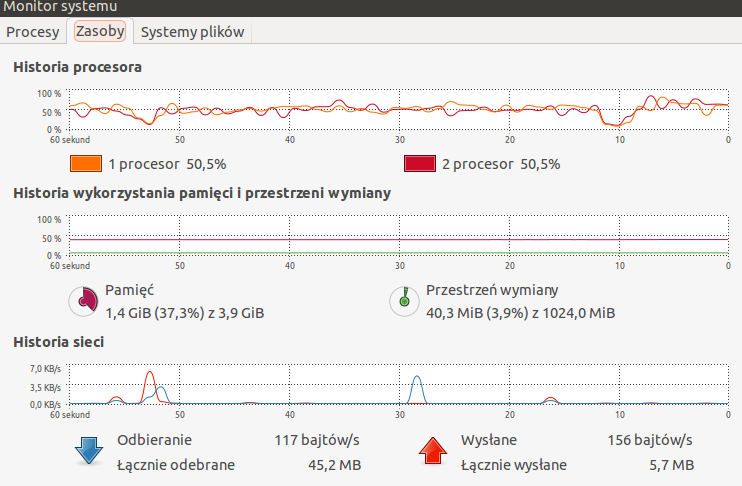 Monitor systemu
Procesy Zasoby Systemy plików
Historia procesora
100 %
50 %
0 %
60 sekund 50 40 30 20 10 0
1 procesor 50,5% 2 procesor 50,5%
Historia wykorzystania pamięci i przestrzeni wymiany
100 %
50 %
0 %
60 sekund 50 40 30 20 10 0
Pamięć Przestrzeń wymiany
1,4 GiB (37,3%) z 3,9 GiB 40,3 MiB (3,9%) z 1024,0 MiB
Historia sieci
7,0 KB/s
3,5 KB/s
0,0 KB/s
60 sekund 50 40 30 20 10 0
Odbieranie 117 bajtów/s Wysłane 156 bajtów/s
Łącznie odebrane 45,2 MB Łącznie wysłane 5,7 MB